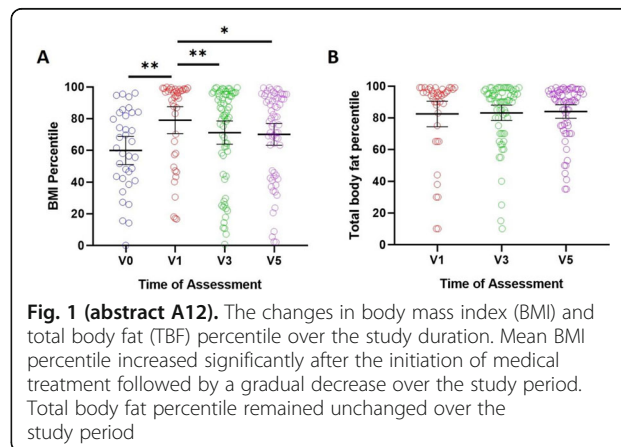 A
B
*
**
**
BMI Percentile
100
80
60
40
20
0
V0 V1 V3 V5
Time of Assessment
Total body fat percentile
100
80
60
40
20
0
V1 V3 V5
Time of Assessment
Fig. 1 (abstract A12). The changes in body mass index (BMI) and
total body fat (TBF) percentile over the study duration. Mean BMI
percentile increased significantly after the initiation of medical
treatment followed by a gradual decrease over the study period.
Total body fat percentile remained unchanged over the
study period